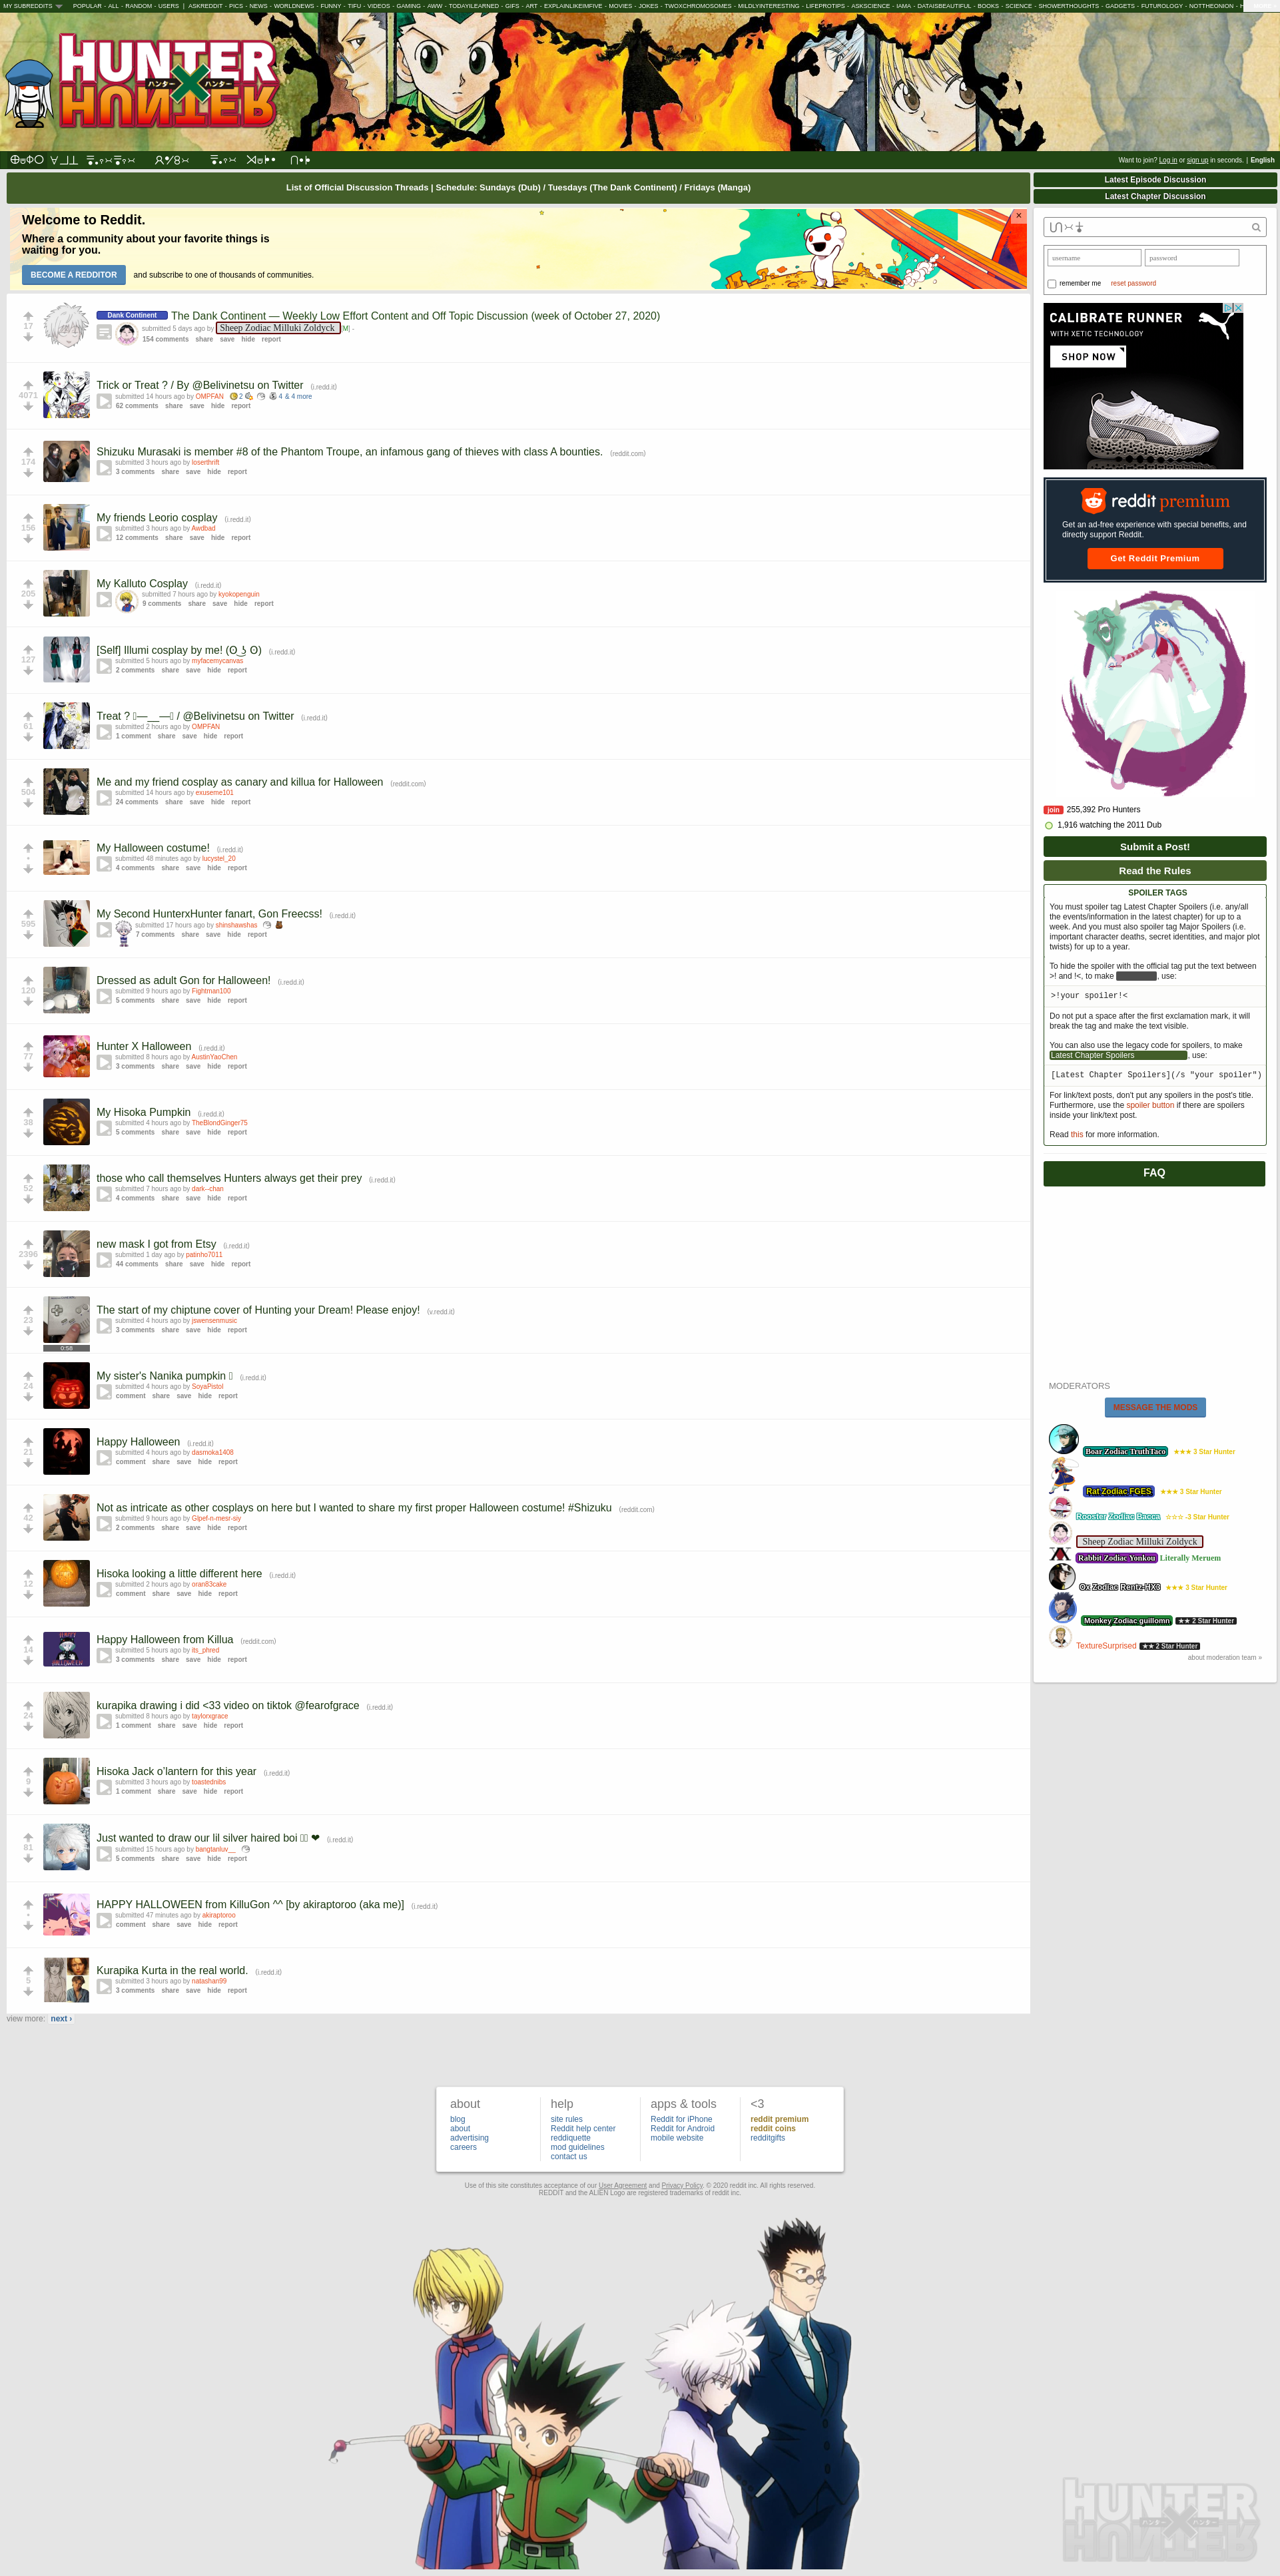 MY SUBREDDITS POPULAR - ALL - RANDOM - USERS | ASKREDDIT - PICS - NEWS - WORLDNEWS - FUNNY - TIFU - VIDEOS - GAMING - AWW - TODAYILEARNED - GIFS - ART - EXPLAINLIKEIMFIVE - MOVIES - JOKES - TWOXCHROMOSOMES - MILDLYINTERESTING - LIFEPROTIPS - ASKSCIENCE - IAMA - DATAISBEAUTIFUL - BOOKS - SCIENCE - SHOWERTHOUGHTS - GADGETS - FUTUROLOGY - NOTTHEONION - H
HUNTER
ハンター × ハンター
HUNTER
Want to join? Log in or sign up in seconds. | English
List of Official Discussion Threads | Schedule: Sundays (Dub) / Tuesdays (The Dank Continent) / Fridays (Manga)
Welcome to Reddit.
Where a community about your favorite things is
waiting for you.
BECOME A REDDITOR and subscribe to one of thousands of communities.
×
17
Dank Continent The Dank Continent — Weekly Low Effort Content and Off Topic Discussion (week of October 27, 2020)
submitted 5 days ago by Sheep Zodiac Milluki Zoldyck [M] -
154 comments share save hide report
4071
Trick or Treat ? / By @Belivinetsu on Twitter (i.redd.it)
submitted 14 hours ago by OMPFAN 2 4 & 4 more
62 comments share save hide report
174
Shizuku Murasaki is member #8 of the Phantom Troupe, an infamous gang of thieves with class A bounties. (reddit.com)
submitted 3 hours ago by loserthrift
3 comments share save hide report
156
My friends Leorio cosplay (i.redd.it)
submitted 3 hours ago by Awdbad
12 comments share save hide report
205
My Kalluto Cosplay (i.redd.it)
submitted 7 hours ago by kyokopenguin
9 comments share save hide report
127
[Self] Illumi cosplay by me! (ʘ ͜ʖ ʘ) (i.redd.it)
submitted 5 hours ago by myfacemycanvas
2 comments share save hide report
61
Treat ? ▯—__—▯ / @Belivinetsu on Twitter (i.redd.it)
submitted 2 hours ago by OMPFAN
1 comment share save hide report
504
Me and my friend cosplay as canary and killua for Halloween (reddit.com)
submitted 14 hours ago by exuseme101
24 comments share save hide report
•
My Halloween costume! (i.redd.it)
submitted 48 minutes ago by lucystel_20
4 comments share save hide report
595
My Second HunterxHunter fanart, Gon Freecss! (i.redd.it)
submitted 17 hours ago by shinshawshas
7 comments share save hide report
120
Dressed as adult Gon for Halloween! (i.redd.it)
submitted 9 hours ago by Fightman100
5 comments share save hide report
77
Hunter X Halloween (i.redd.it)
submitted 8 hours ago by AustinYaoChen
3 comments share save hide report
38
My Hisoka Pumpkin (i.redd.it)
submitted 4 hours ago by TheBlondGinger75
5 comments share save hide report
52
those who call themselves Hunters always get their prey (i.redd.it)
submitted 7 hours ago by dark--chan
4 comments share save hide report
2396
new mask I got from Etsy (i.redd.it)
submitted 1 day ago by patinho7011
44 comments share save hide report
23
The start of my chiptune cover of Hunting your Dream! Please enjoy! (v.redd.it)
submitted 4 hours ago by jswensenmusic
3 comments share save hide report
0:58
24
My sister's Nanika pumpkin ▯ (i.redd.it)
submitted 4 hours ago by SoyaPistol
comment share save hide report
21
Happy Halloween (i.redd.it)
submitted 4 hours ago by dasmoka1408
comment share save hide report
42
Not as intricate as other cosplays on here but I wanted to share my first proper Halloween costume! #Shizuku (reddit.com)
submitted 9 hours ago by Glpef-n-mesr-siy
2 comments share save hide report
12
Hisoka looking a little different here (i.redd.it)
submitted 2 hours ago by oran83cake
comment share save hide report
14
Happy Halloween from Killua (reddit.com)
submitted 5 hours ago by its_phred
3 comments share save hide report
24
kurapika drawing i did <33 video on tiktok @fearofgrace (i.redd.it)
submitted 8 hours ago by taylorxgrace
1 comment share save hide report
9
Hisoka Jack o'lantern for this year (i.redd.it)
submitted 3 hours ago by toastednibs
1 comment share save hide report
81
Just wanted to draw our lil silver haired boi ▯▯ ❤ (i.redd.it)
submitted 15 hours ago by bangtanluv__
5 comments share save hide report
•
HAPPY HALLOWEEN from KilluGon ^^ [by akiraptoroo (aka me)] (i.redd.it)
submitted 47 minutes ago by akiraptoroo
comment share save hide report
5
Kurapika Kurta in the real world. (i.redd.it)
submitted 3 hours ago by natashan99
3 comments share save hide report
view more: next ›
Latest Episode Discussion
Latest Chapter Discussion
username password
remember me reset password
CALIBRATE RUNNER
WITH XETIC TECHNOLOGY
SHOP NOW
reddit premium
Get an ad-free experience with special benefits, and
directly support Reddit.
Get Reddit Premium
join 255,392 Pro Hunters
1,916 watching the 2011 Dub
Submit a Post!
Read the Rules
SPOILER TAGS
You must spoiler tag Latest Chapter Spoilers (i.e. any/all
the events/information in the latest chapter) for up to a
week. And you must also spoiler tag Major Spoilers (i.e.
important character deaths, secret identities, and major plot
twists) for up to a year.
To hide the spoiler with the official tag put the text between
>! and !<, to make , use:
>!your spoiler!<
Do not put a space after the first exclamation mark, it will
break the tag and make the text visible.
You can also use the legacy code for spoilers, to make
Latest Chapter Spoilers , use:
[Latest Chapter Spoilers](/s "your spoiler")
For link/text posts, don't put any spoilers in the post's title.
Furthermore, use the spoiler button if there are spoilers
inside your link/text post.
Read this for more information.
FAQ
MODERATORS
MESSAGE THE MODS
Boar Zodiac TruthTaco ★★★ 3 Star Hunter
Rat Zodiac FGES ★★★ 3 Star Hunter
Rooster Zodiac Bacca ☆☆☆ -3 Star Hunter
Sheep Zodiac Milluki Zoldyck
Rabbit Zodiac Yonkou Literally Meruem
Ox Zodiac Rentz-HX3 ★★★ 3 Star Hunter
Monkey Zodiac guillomn ★★ 2 Star Hunter
TextureSurprised ★★ 2 Star Hunter
about moderation team »
about
blog
about
advertising
careers
help
site rules
Reddit help center
reddiquette
mod guidelines
contact us
apps & tools
Reddit for iPhone
Reddit for Android
mobile website
<3
reddit premium
reddit coins
redditgifts
Use of this site constitutes acceptance of our User Agreement and Privacy Policy. © 2020 reddit inc. All rights reserved.
REDDIT and the ALIEN Logo are registered trademarks of reddit inc.
HUNTER
ハンター × ハンター
HUNTER